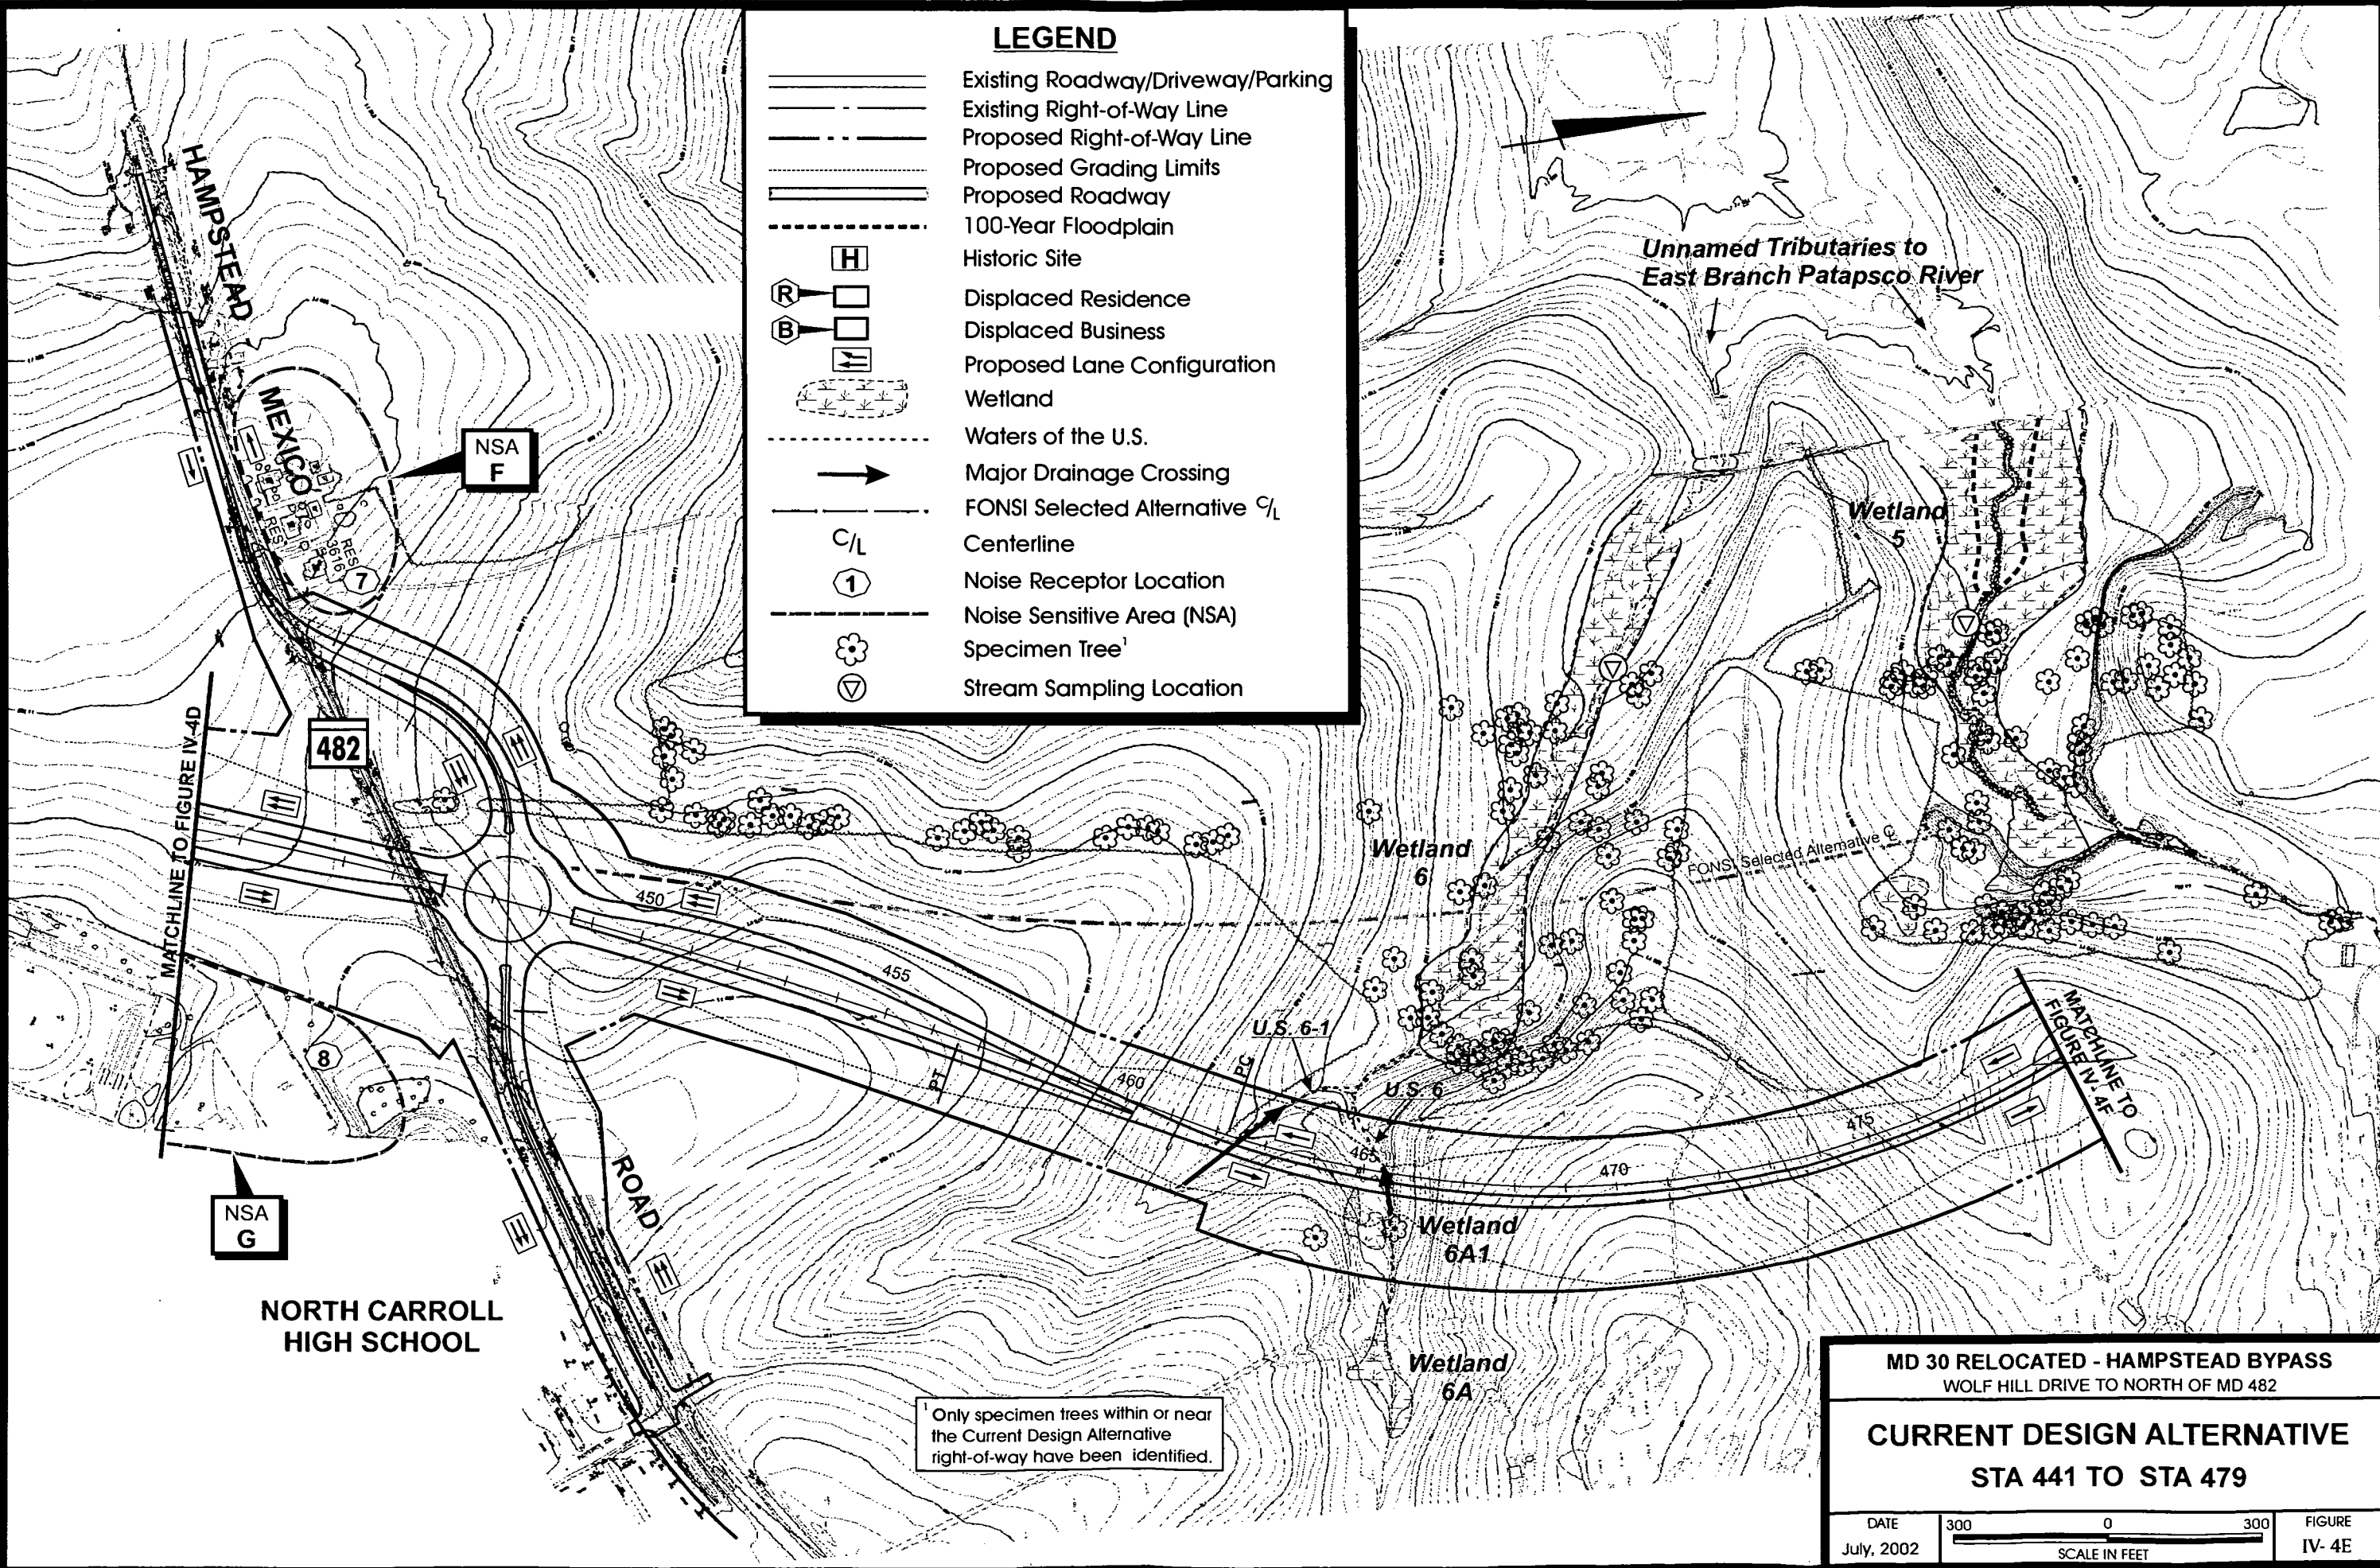 LEGEND
Existing Roadway/Driveway/Parking
Existing Right-of-Way Line
Proposed Right-of-Way Line
Proposed Grading Limits
Proposed Roadway
100-Year Floodplain
H
Historic Site
R
Displaced Residence
B
Displaced Business
Proposed Lane Configuration
Wetland
Waters of the U.S.
Major Drainage Crossing
FONSI Selected Alternative C/L
C/L
Centerline
1
Noise Receptor Location
Noise Sensitive Area (NSA)
Specimen Tree¹
Stream Sampling Location
HAMPSTEAD
MEXICO
NSA
F
RES
RES
3616
7
Unnamed Tributaries to
East Branch Patapsco River
Wetland
5
482
MATCHLINE TO FIGURE IV-4D
Wetland
6
FONSI Selected Alternative C/L
450
455
PT
460
PC
U.S. 6-1
U.S. 6
465
470
475
MATCHLINE TO
FIGURE IV-4F
8
NSA
G
ROAD
Wetland
6A1
Wetland
6A
NORTH CARROLL
HIGH SCHOOL
¹ Only specimen trees within or near
the Current Design Alternative
right-of-way have been identified.
MD 30 RELOCATED - HAMPSTEAD BYPASS
WOLF HILL DRIVE TO NORTH OF MD 482
CURRENT DESIGN ALTERNATIVE
STA 441 TO STA 479
DATE
July, 2002
300 0 300
SCALE IN FEET
FIGURE
IV- 4E